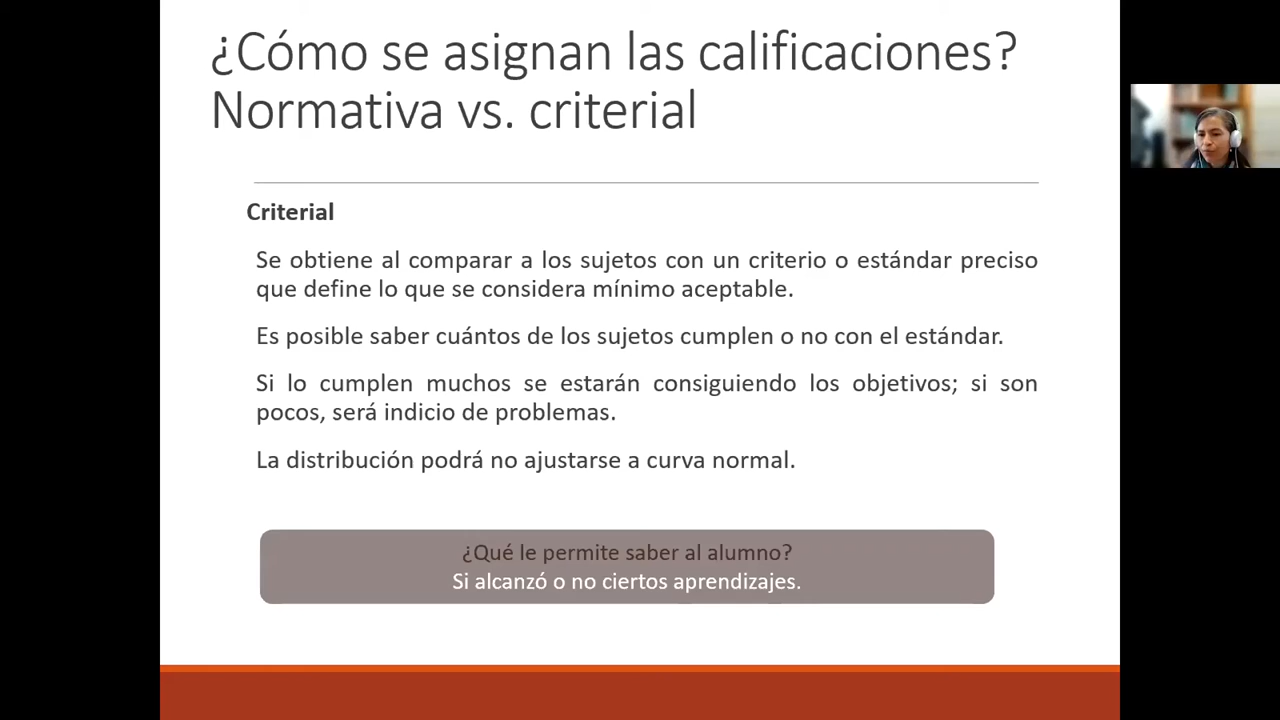 ¿Cómo se asignan las calificaciones?
Normativa vs. criterial
Criterial
Se obtiene al comparar a los sujetos con un criterio o estándar preciso
que define lo que se considera mínimo aceptable.
Es posible saber cuántos de los sujetos cumplen o no con el estándar.
Si lo cumplen muchos se estarán consiguiendo los objetivos; si son
pocos, será indicio de problemas.
La distribución podrá no ajustarse a curva normal.
¿Qué le permite saber al alumno?
Si alcanzó o no ciertos aprendizajes.